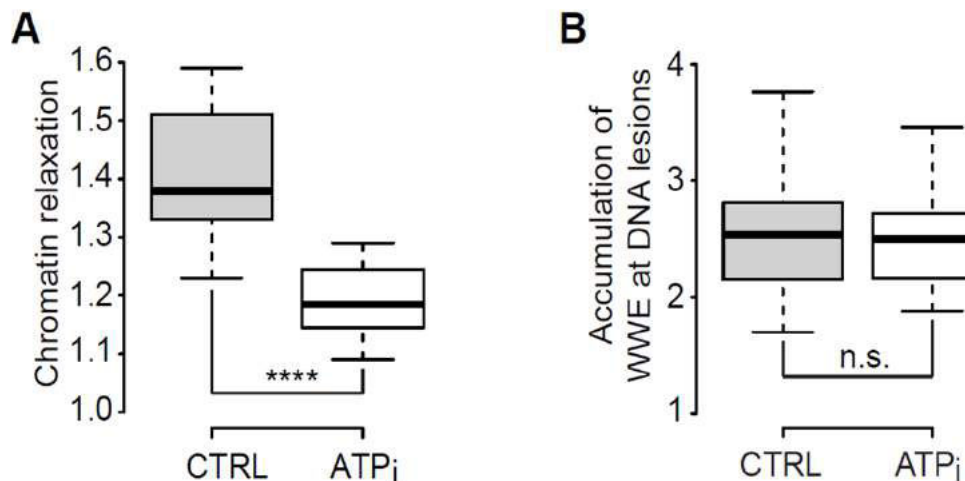 A
Chromatin relaxation
1.6
1.5
1.4
1.3
1.2
1.1
1.0
****
CTRL ATPi
B
Accumulation of
WWE at DNA lesions
4
3
2
1
n.s.
CTRL ATPi